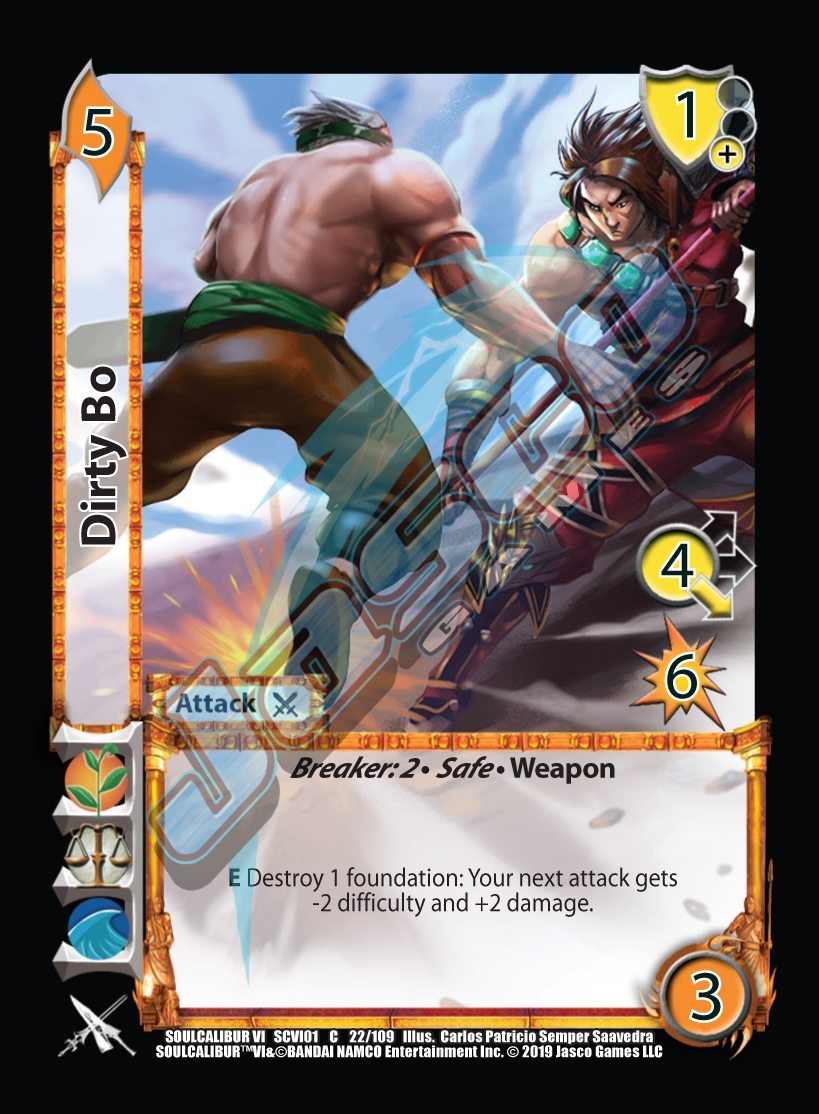 5
1
+
Dirty Bo
4
6
Attack
JASCO
GAMES
Breaker: 2 • Safe • Weapon
E Destroy 1 foundation: Your next attack gets
-2 difficulty and +2 damage.
3
SOULCALIBUR VI SCVI01 C 22/109 Illus. Carlos Patricio Semper Saavedra
SOULCALIBUR™VI&©BANDAI NAMCO Entertainment Inc. © 2019 Jasco Games LLC